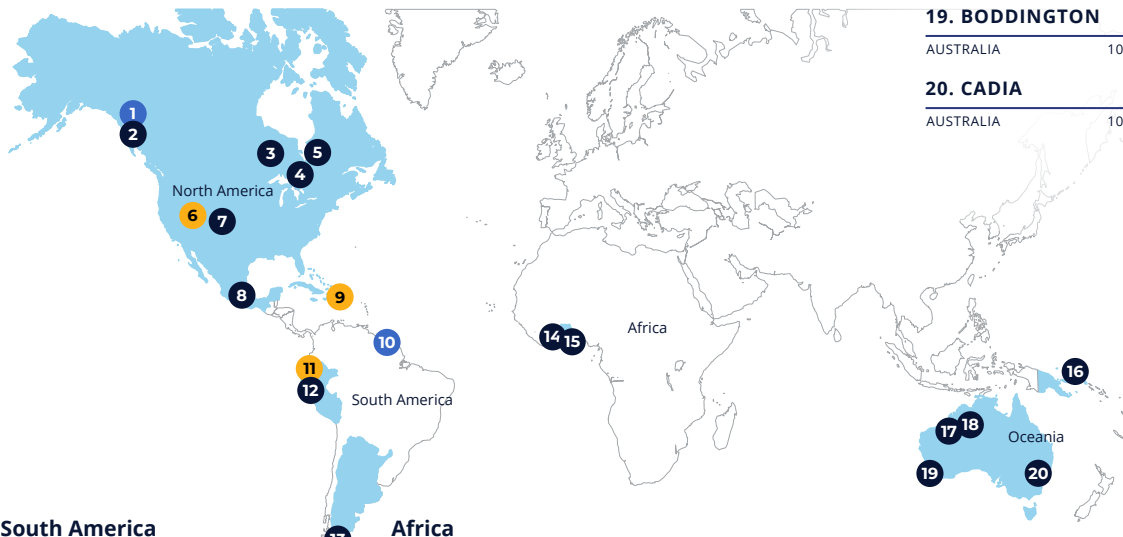 19. BODDINGTON
AUSTRALIA 10
20. CADIA
AUSTRALIA 10
1
2
3
5
4
North America
6
7
8
9
10
14
15
Africa
11
12
South America
16
17
18
Oceania
19
20
South America
Africa